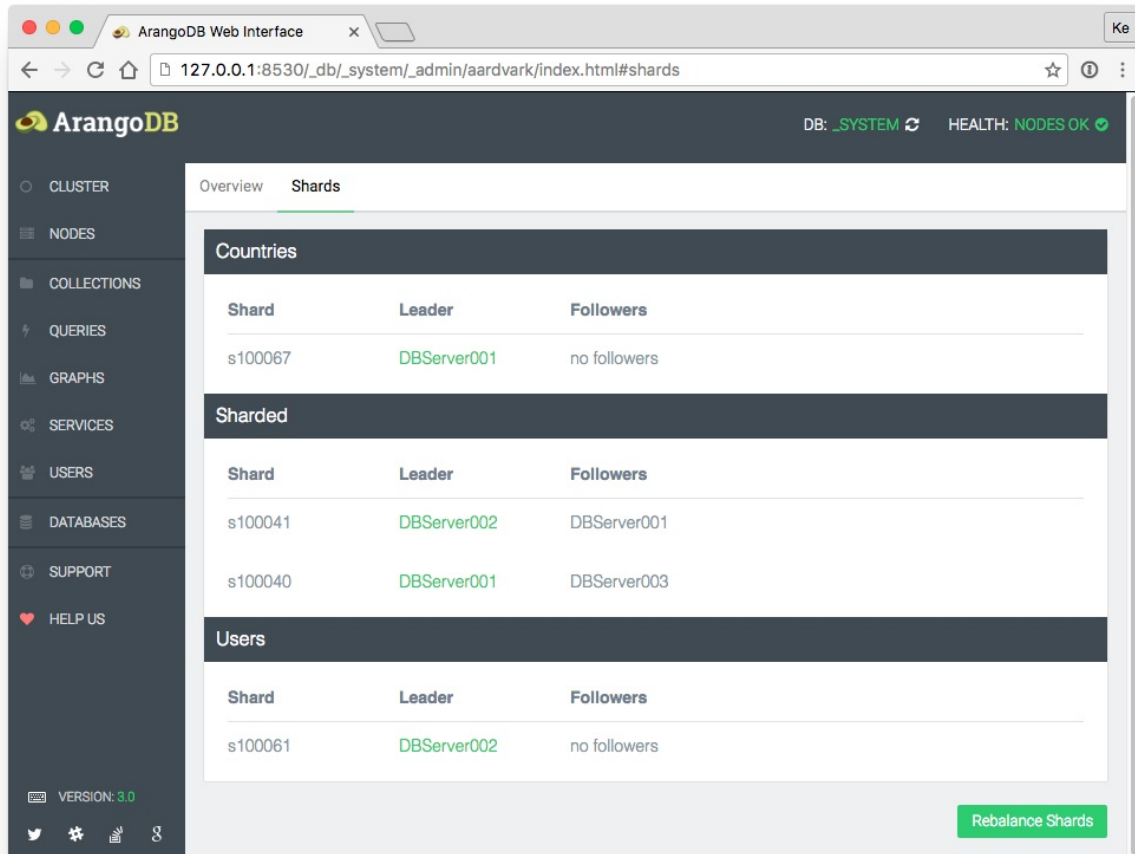 ArangoDB Web Interface
Ke
127.0.0.1:8530/_db/_system/_admin/aardvark/index.html#shards
ArangoDB
DB: _SYSTEM HEALTH: NODES OK
CLUSTER
NODES
COLLECTIONS
QUERIES
GRAPHS
SERVICES
USERS
DATABASES
SUPPORT
HELP US
VERSION: 3.0
Overview Shards
Countries
Shard Leader Followers
s100067 DBServer001 no followers
Sharded
Shard Leader Followers
s100041 DBServer002 DBServer001
s100040 DBServer001 DBServer003
Users
Shard Leader Followers
s100061 DBServer002 no followers
Rebalance Shards